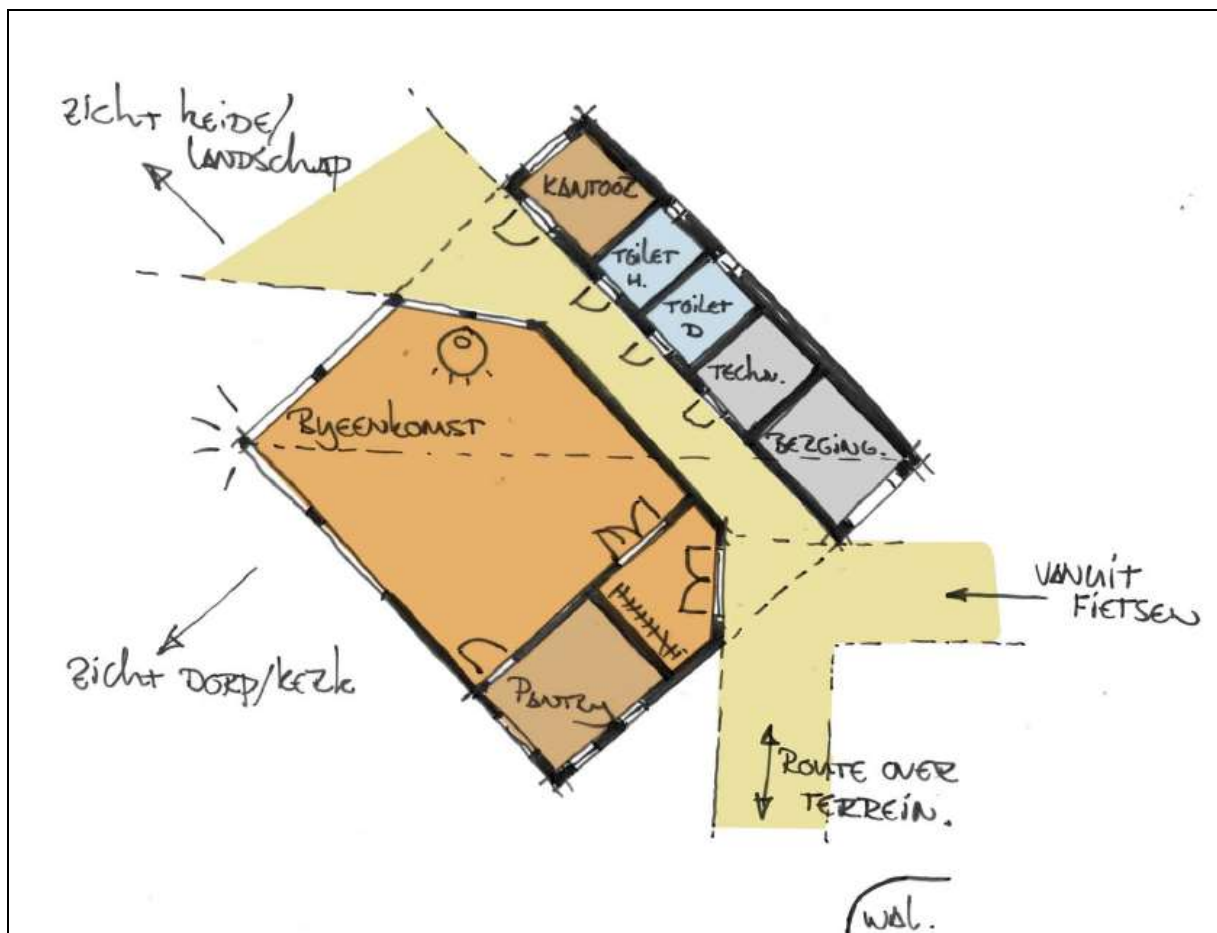 Zicht heide/
LANDSCHAP
KANTOOR
TOILET
H.
TOILET
D
TECHN.
BERGING.
BYEENKOMST
VANUIT
FIETSEN
Zicht DORP/KERK
PANTRY
ROUTE OVER
TERREIN.
WAL.